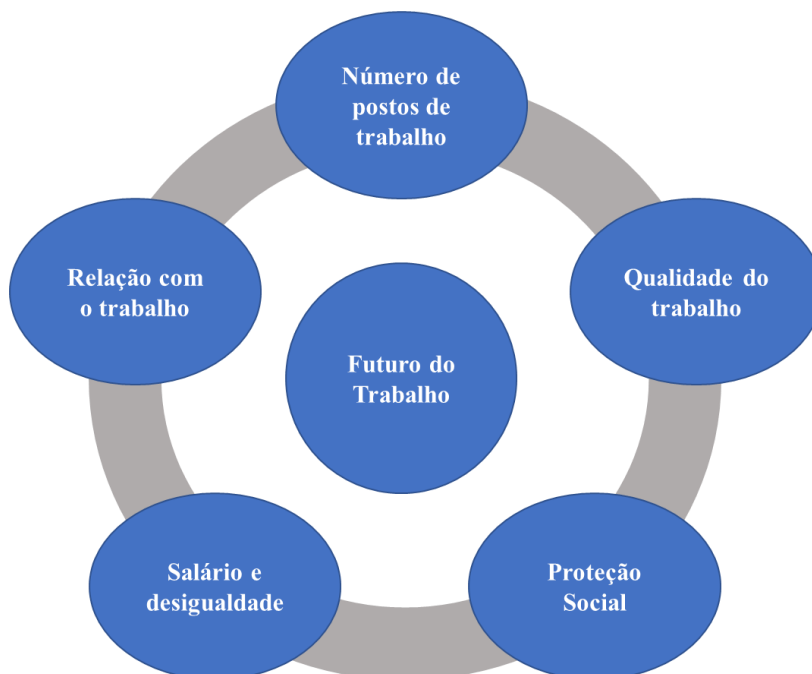 Número de
postos de
trabalho
Relação com
o trabalho
Qualidade do
trabalho
Futuro do
Trabalho
Salário e
desigualdade
Proteção
Social